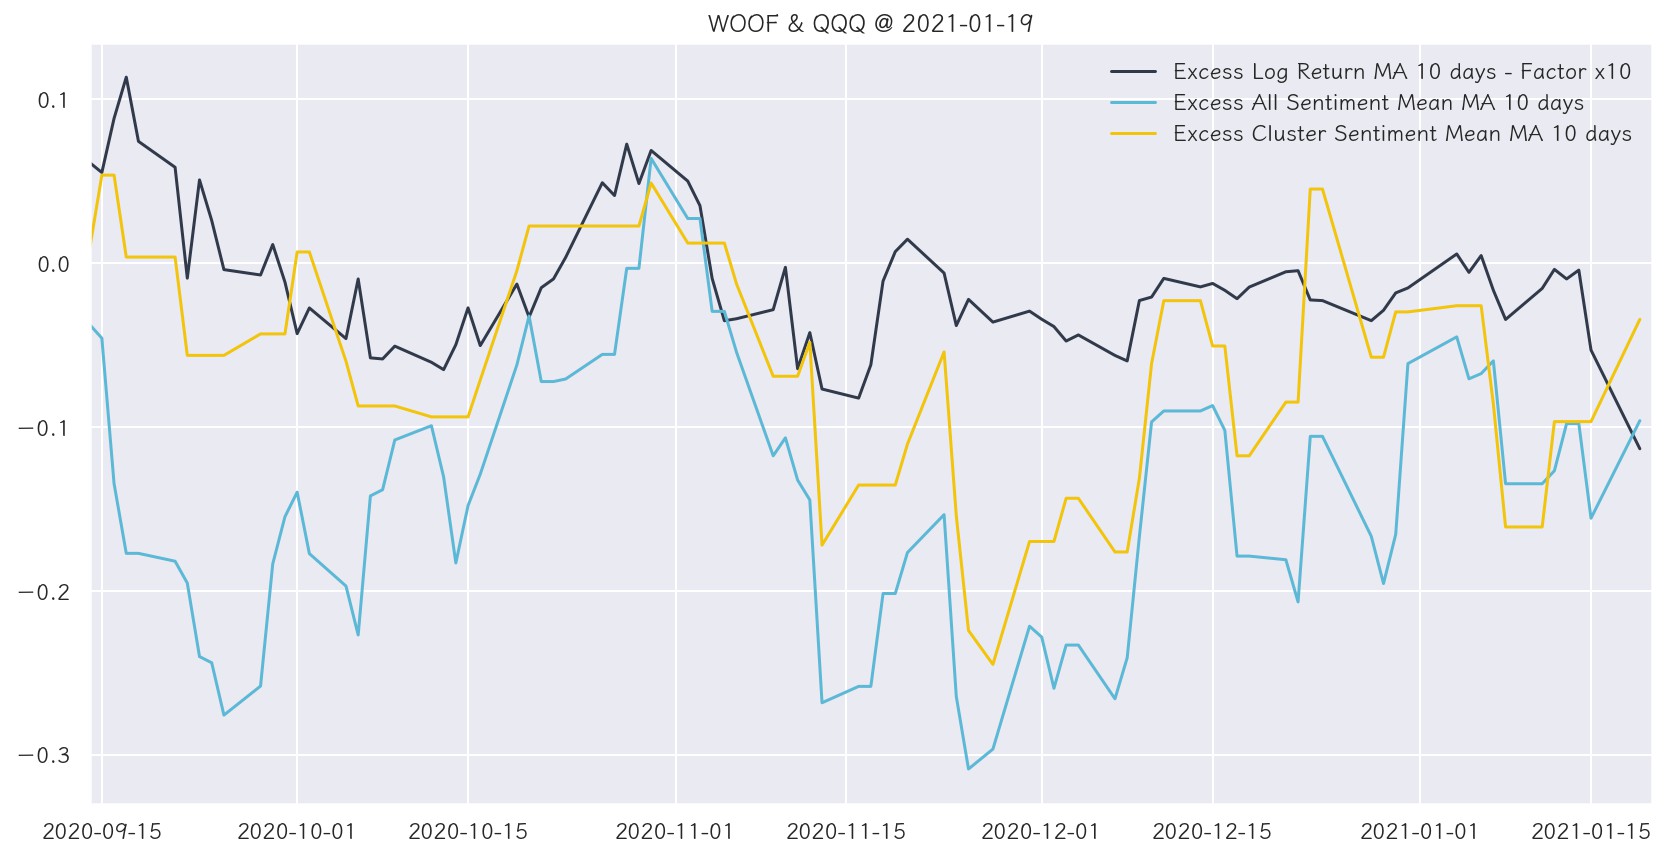 WOOF & QQQ @ 2021-01-19
Excess Log Return MA 10 days - Factor x10
Excess All Sentiment Mean MA 10 days
Excess Cluster Sentiment Mean MA 10 days
0.1
0.0
−0.1
−0.2
−0.3
2020-09-15 2020-10-01 2020-10-15 2020-11-01 2020-11-15 2020-12-01 2020-12-15 2021-01-01 2021-01-15